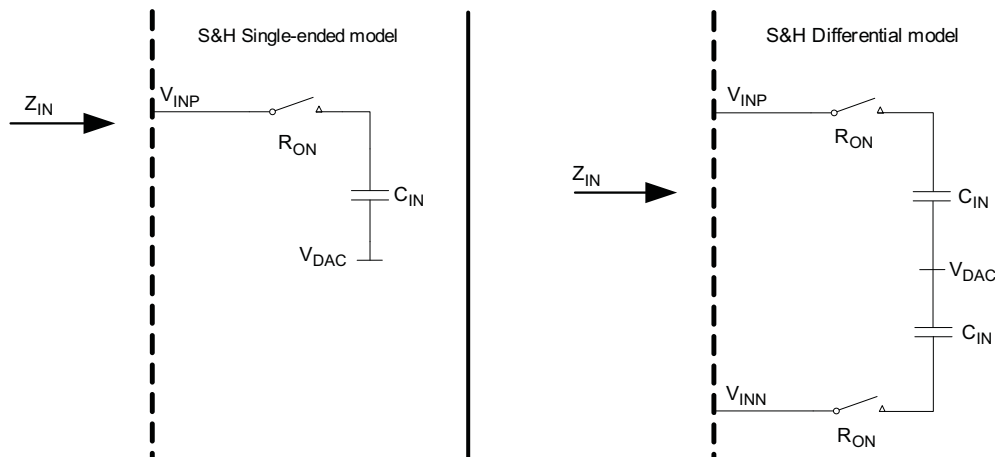 S&H Single-ended model
Z_IN
V_INP
R_ON
C_IN
V_DAC
S&H Differential model
Z_IN
V_INP
R_ON
C_IN
V_DAC
C_IN
V_INN
R_ON